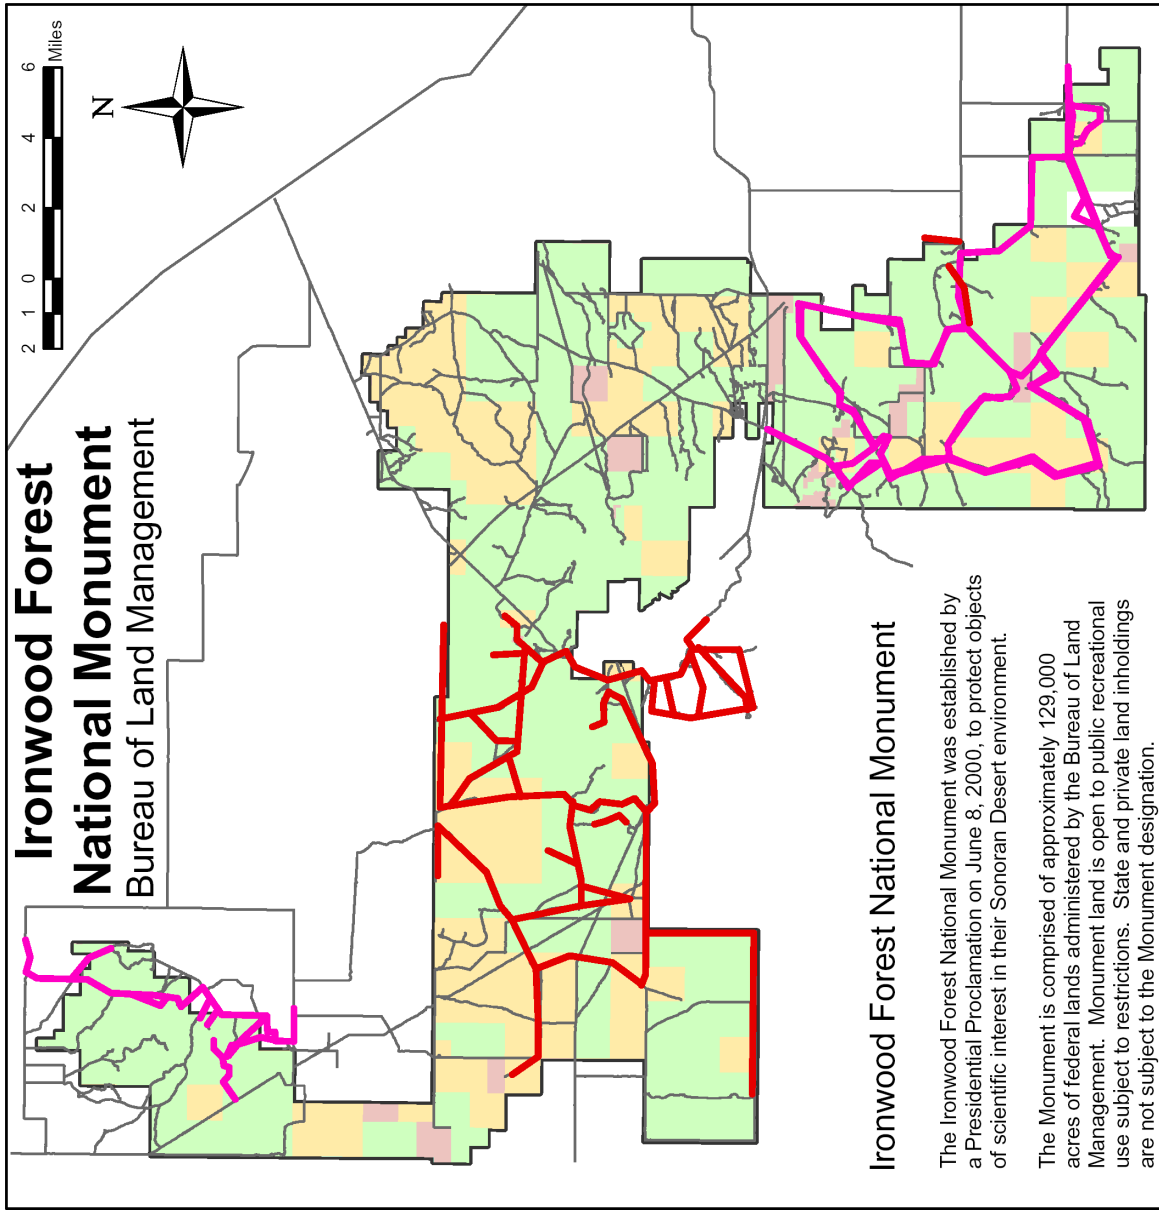 Ironwood Forest
National Monument
Bureau of Land Management
2 1 0 2 4 6
Miles
N
Ironwood Forest National Monument
The Ironwood Forest National Monument was established by
a Presidential Proclamation on June 8, 2000, to protect objects
of scientific interest in their Sonoran Desert environment.
The Monument is comprised of approximately 129,000
acres of federal lands administered by the Bureau of Land
Management. Monument land is open to public recreational
use subject to restrictions. State and private land inholdings
are not subject to the Monument designation.